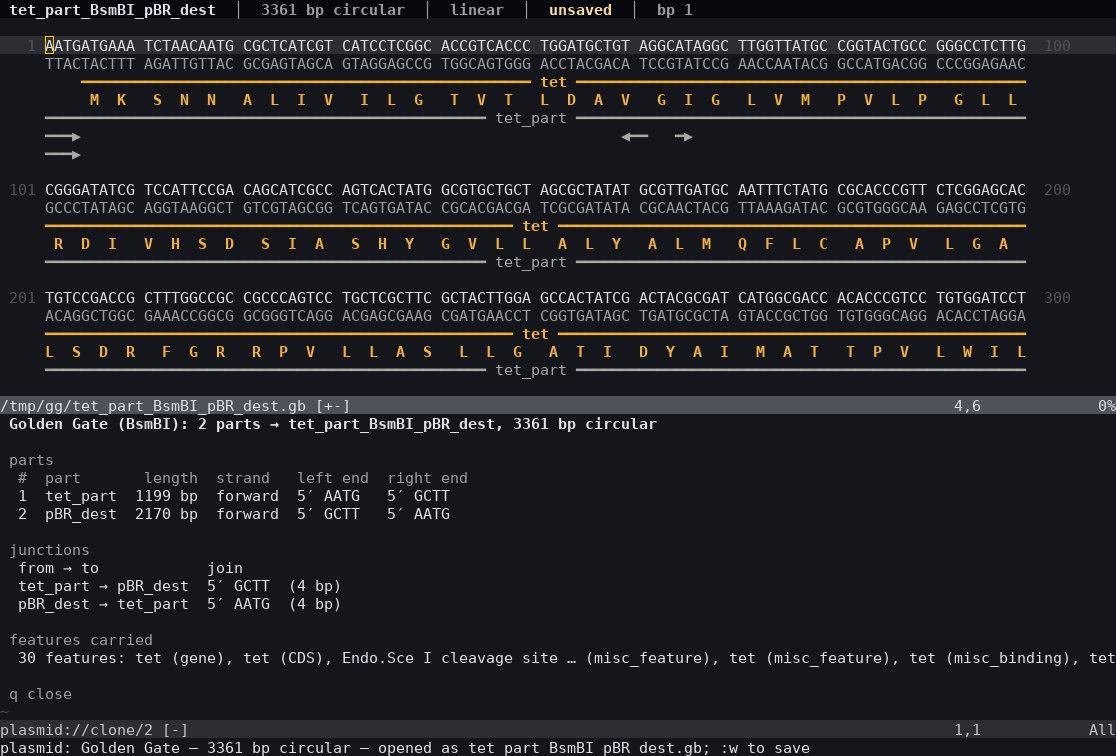 tet_part_BsmBI_pBR_dest │ 3361 bp circular │ linear │ unsaved │ bp 1
1 AATGATGAAA TCTAACAATG CGCTCATCGT CATCCTCGGC ACCGTCACCC TGGATGCTGT AGGCATAGGC TTGGTTATGC CGGTACTGCC GGGCCTCTTG 100
TTACTACTTT AGATTGTTAC GCGAGTAGCA GTAGGAGCCG TGGCAGTGGG ACCTACGACA TCCGTATCCG AACCAATACG GCCATGACGG CCCGGAGAAC
tet
M K S N N A L I V I L G T V T L D A V G I G L V M P V L P G L L
tet_part
101 CGGGATATCG TCCATTCCGA CAGCATCGCC AGTCACTATG GCGTGCTGCT AGCGCTATAT GCGTTGATGC AATTTCTATG CGCACCCGTT CTCGGAGCAC 200
GCCCTATAGC AGGTAAGGCT GTCGTAGCGG TCAGTGATAC CGCACGACGA TCGCGATATA CGCAACTACG TTAAAGATAC GCGTGGGCAA GAGCCTCGTG
tet
R D I V H S D S I A S H Y G V L L A L Y A L M Q F L C A P V L G A
tet_part
201 TGTCCGACCG CTTTGGCCGC CGCCCAGTCC TGCTCGCTTC GCTACTTGGA GCCACTATCG ACTACGCGAT CATGGCGACC ACACCCGTCC TGTGGATCCT 300
ACAGGCTGGC GAAACCGGCG GCGGGTCAGG ACGAGCGAAG CGATGAACCT CGGTGATAGC TGATGCGCTA GTACCGCTGG TGTGGGCAGG ACACCTAGGA
tet
L S D R F G R R P V L L A S L L G A T I D Y A I M A T T P V L W I L
tet_part
/tmp/gg/tet_part_BsmBI_pBR_dest.gb [+-] 4,6 0%
Golden Gate (BsmBI): 2 parts → tet_part_BsmBI_pBR_dest, 3361 bp circular
parts
# part length strand left end right end
1 tet_part 1199 bp forward 5′ AATG 5′ GCTT
2 pBR_dest 2170 bp forward 5′ GCTT 5′ AATG
junctions
from → to join
tet_part → pBR_dest 5′ GCTT (4 bp)
pBR_dest → tet_part 5′ AATG (4 bp)
features carried
30 features: tet (gene), tet (CDS), Endo.Sce I cleavage site … (misc_feature), tet (misc_feature), tet (misc_binding), tet
q close
~
plasmid://clone/2 [-] 1,1 All
plasmid: Golden Gate — 3361 bp circular — opened as tet_part_BsmBI_pBR_dest.gb; :w to save